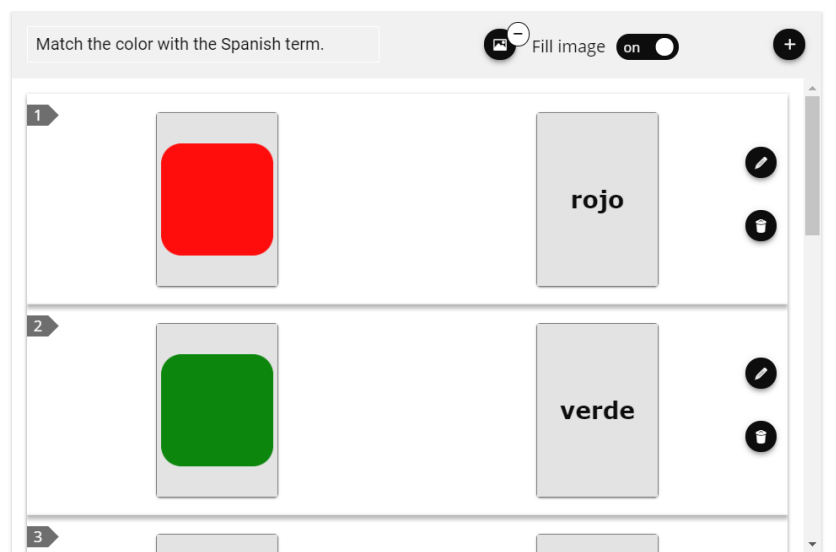 Match the color with the Spanish term.
Fill image on
1
rojo
2
verde
3